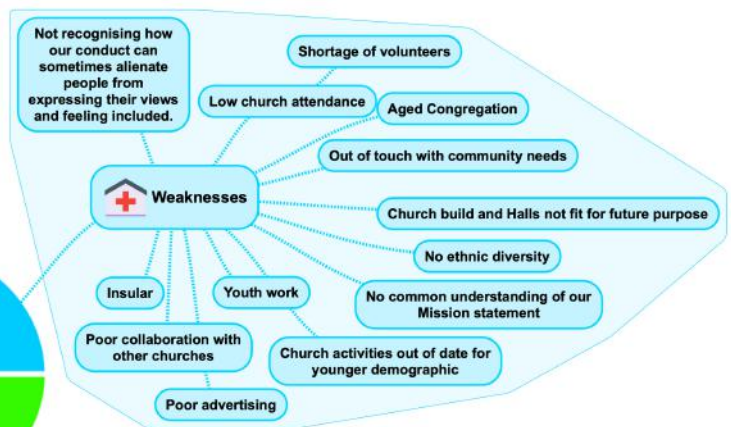 Not recognising how
our conduct can
sometimes alienate
people from
expressing their views
and feeling included.
Shortage of volunteers
Low church attendance
Aged Congregation
Out of touch with community needs
Weaknesses
Church build and Halls not fit for future purpose
No ethnic diversity
No common understanding of our
Mission statement
Insular
Youth work
Poor collaboration with
other churches
Church activities out of date for
younger demographic
Poor advertising